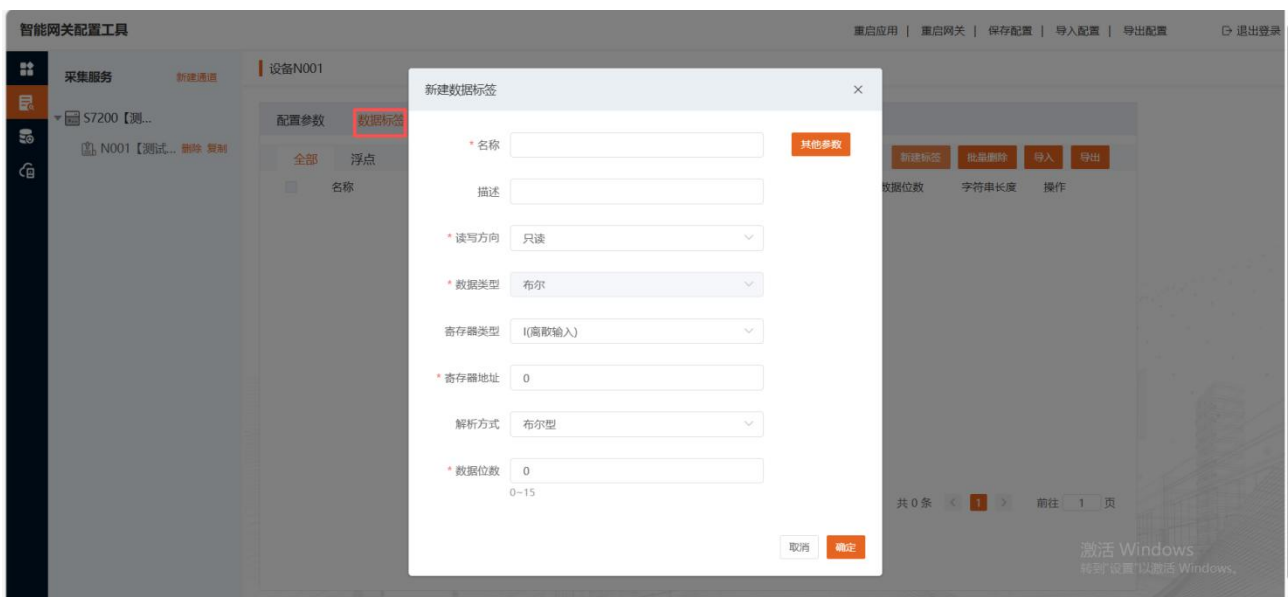 智能网关配置工具
重启应用 | 重启网关 | 保存配置 | 导入配置 | 导出配置 退出登录
采集服务 新建通道
设备N001
S7200【测...
N001【测试... 删除 复制
配置参数 数据标签
全部 浮点 新建标签 批量删除 导入 导出
名称 数据位数 字符串长度 操作
新建数据标签 ×
* 名称 其他参数
描述
* 读写方向 只读
* 数据类型 布尔
寄存器类型 I(离散输入)
* 寄存器地址 0
解析方式 布尔型
* 数据位数 0
0~15
共 0 条 < 1 > 前往 1 页
取消 确定
激活 Windows
转到"设置"以激活 Windows。